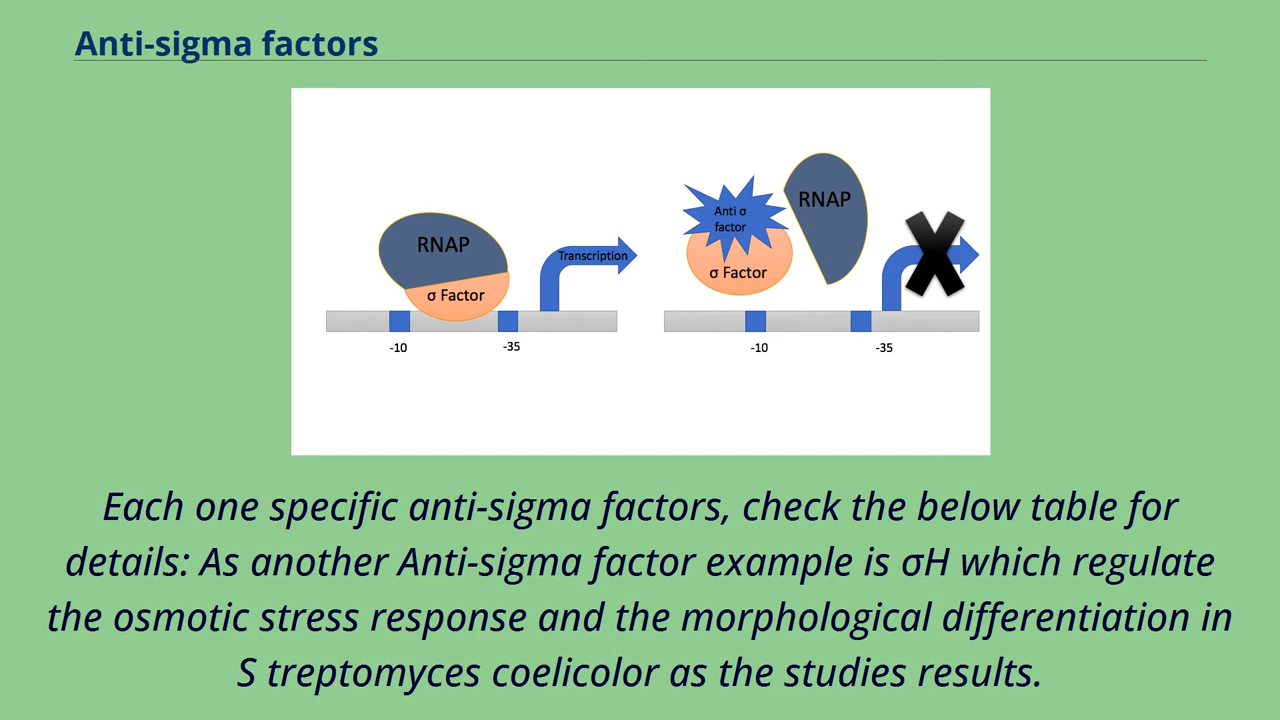 Anti-sigma factors
RNAP
σ Factor
Transcription
-10
-35
Anti σ
factor
σ Factor
RNAP
-10
-35
Each one specific anti-sigma factors, check the below table for
details: As another Anti-sigma factor example is σH which regulate
the osmotic stress response and the morphological differentiation in
S treptomyces coelicolor as the studies results.